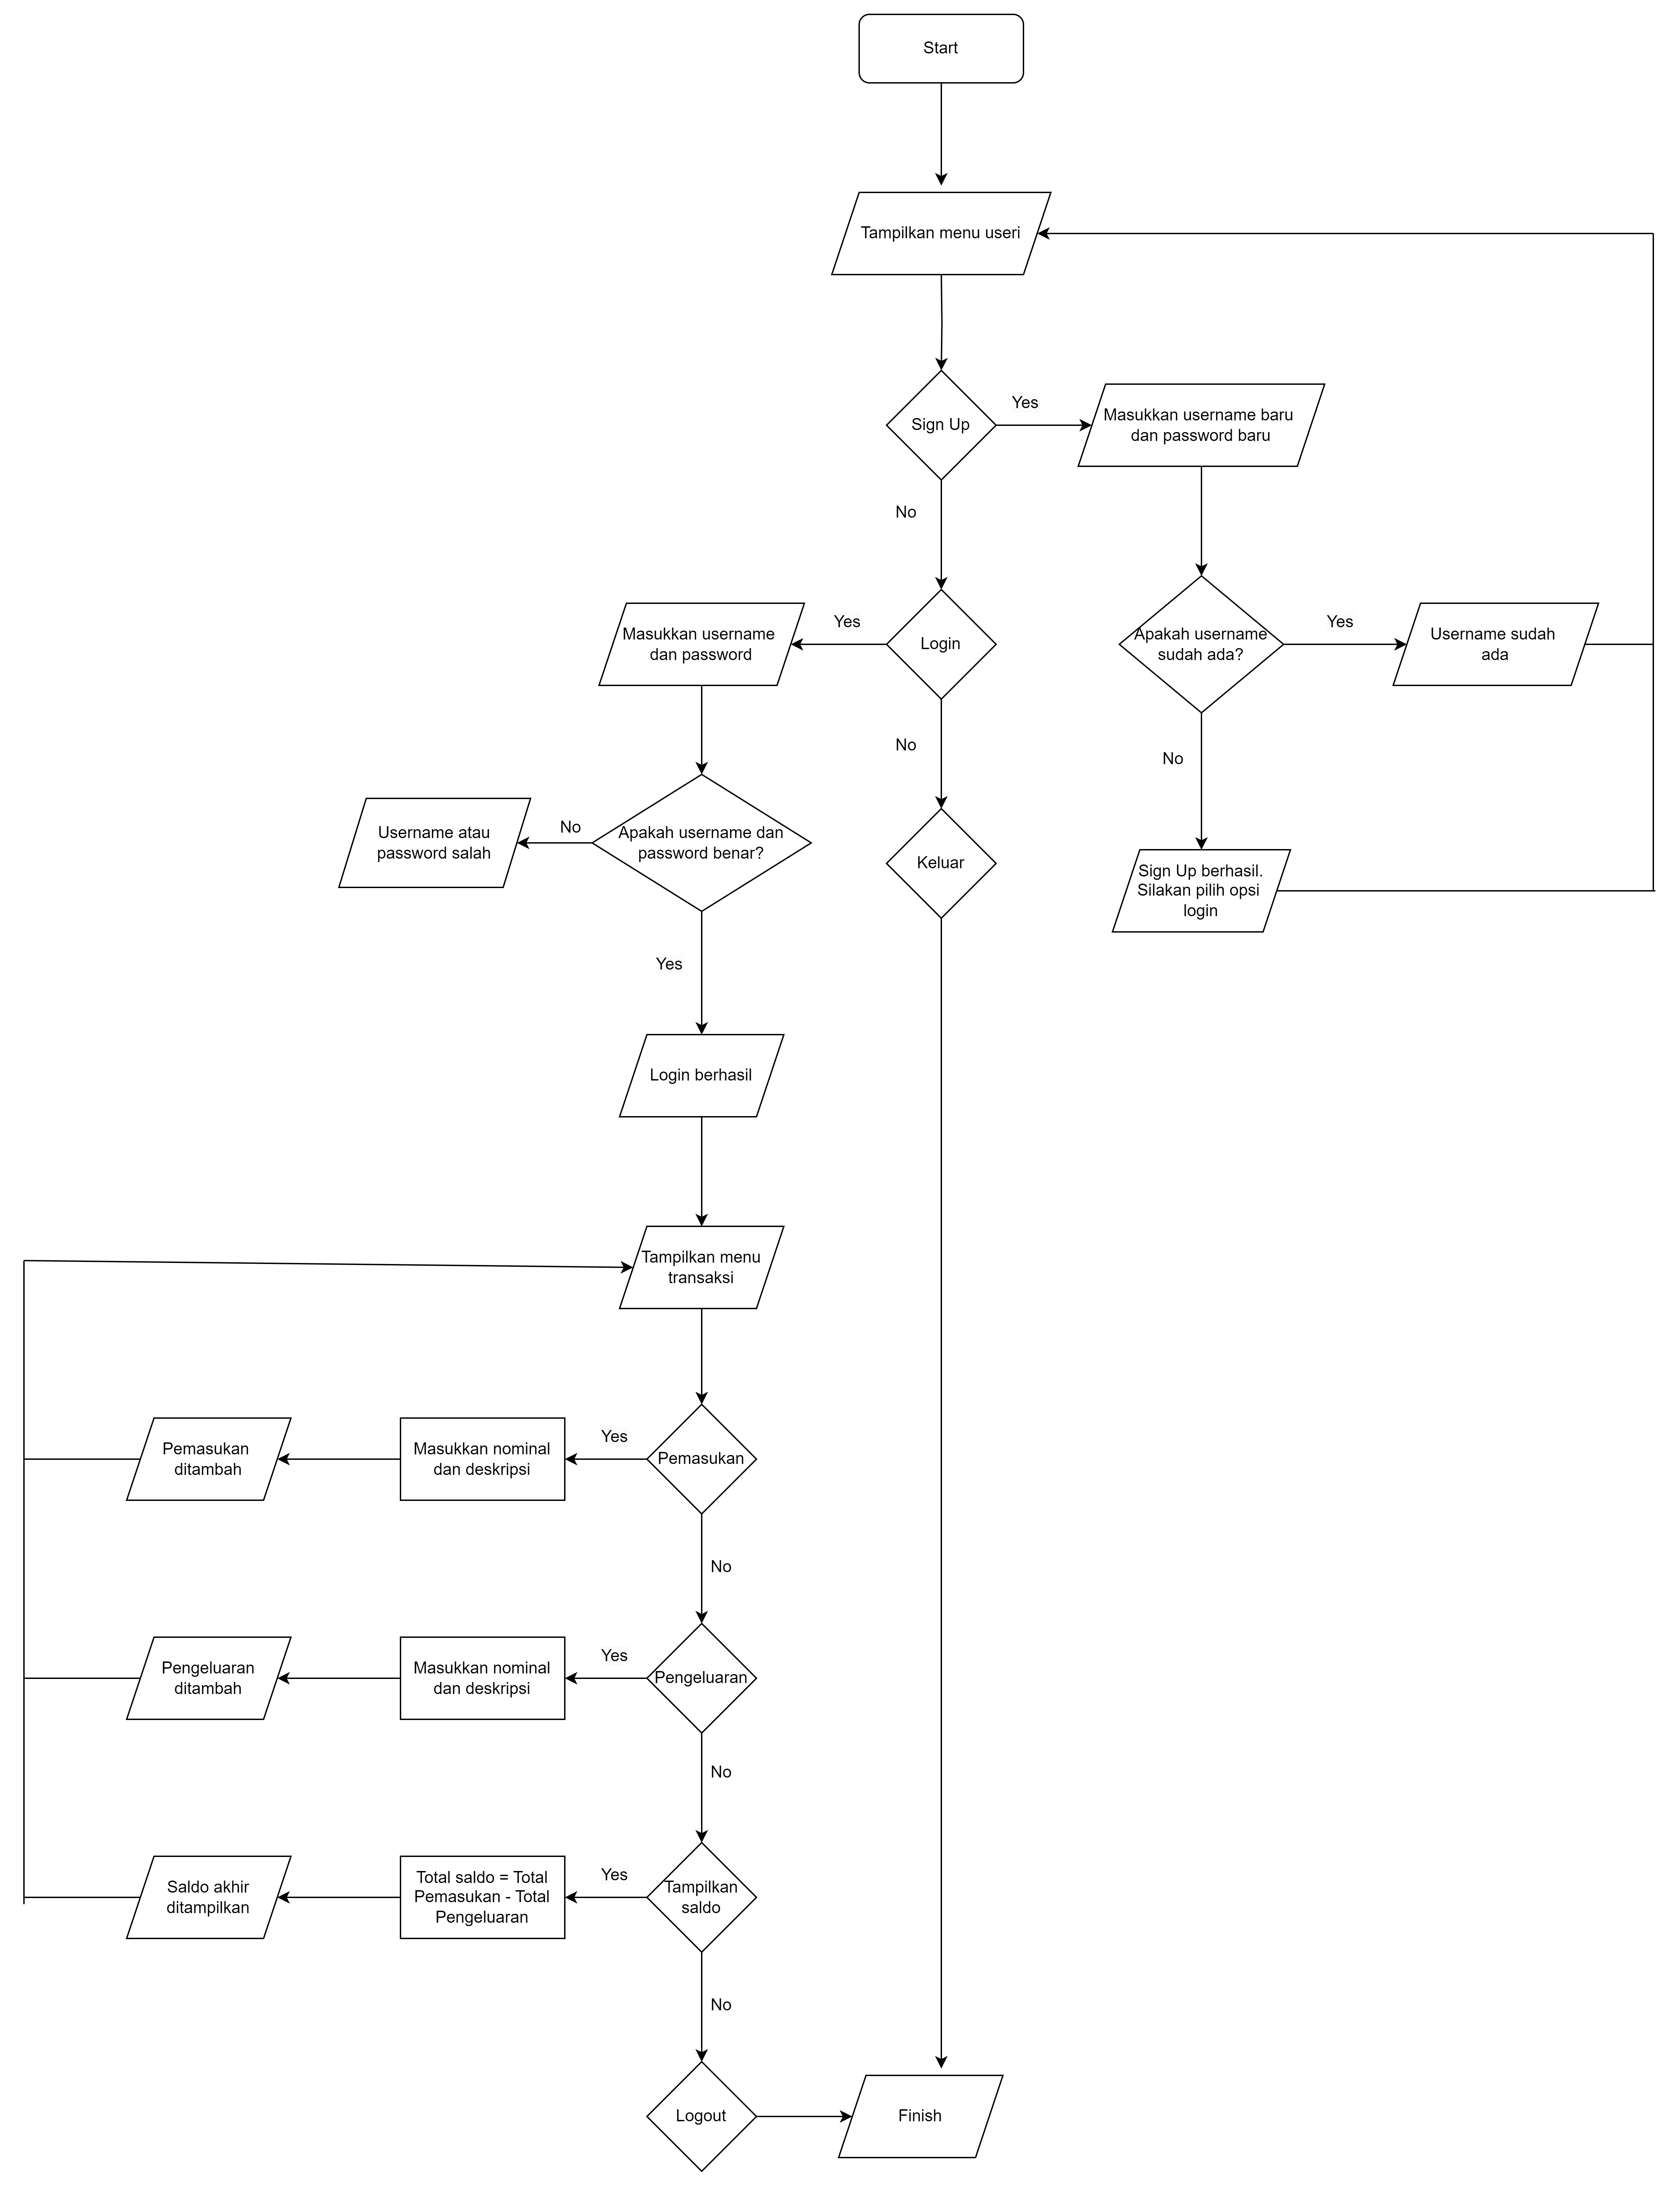 Start
Tampilkan menu useri
Sign Up
Yes
Masukkan username baru
dan password baru
No
Login
Yes
Masukkan username
dan password
Apakah username
sudah ada?
Yes
Username sudah
ada
No
No
Sign Up berhasil.
Silakan pilih opsi
login
Keluar
Apakah username dan
password benar?
No
Username atau
password salah
Yes
Login berhasil
Tampilkan menu
transaksi
Pemasukan
Yes
Masukkan nominal
dan deskripsi
Pemasukan
ditambah
No
Pengeluaran
Yes
Masukkan nominal
dan deskripsi
Pengeluaran
ditambah
No
Tampilkan
saldo
Yes
Total saldo = Total
Pemasukan - Total
Pengeluaran
Saldo akhir
ditampilkan
No
Logout
Finish